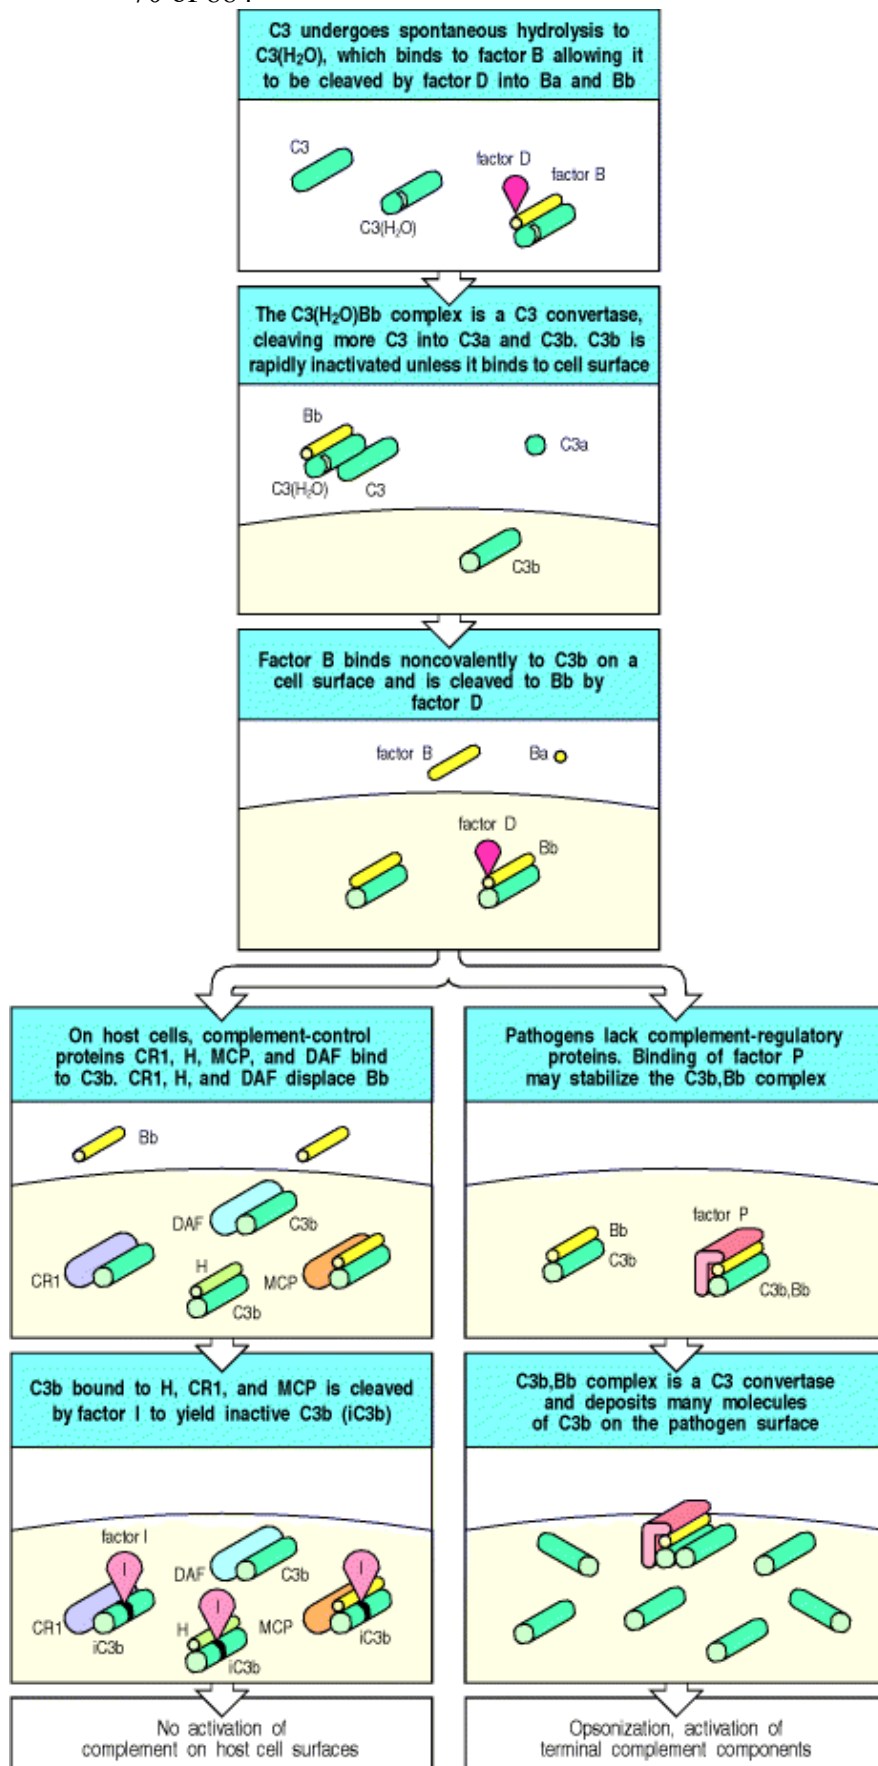 C3 undergoes spontaneous hydrolysis to
C3(H₂O), which binds to factor B allowing it
to be cleaved by factor D into Ba and Bb
C3
C3(H₂O)
factor D
factor B
The C3(H₂O)Bb complex is a C3 convertase,
cleaving more C3 into C3a and C3b. C3b is
rapidly inactivated unless it binds to cell surface
Bb
C3(H₂O)
C3
C3a
C3b
Factor B binds noncovalently to C3b on a
cell surface and is cleaved to Bb by
factor D
factor B
Ba
factor D
Bb
On host cells, complement-control
proteins CR1, H, MCP, and DAF bind
to C3b. CR1, H, and DAF displace Bb
Bb
DAF
C3b
CR1
H
C3b
MCP
C3b bound to H, CR1, and MCP is cleaved
by factor I to yield inactive C3b (iC3b)
factor I
I
CR1
iC3b
DAF
C3b
I
H
iC3b
I
MCP
iC3b
No activation of
complement on host cell surfaces
Pathogens lack complement-regulatory
proteins. Binding of factor P
may stabilize the C3b,Bb complex
Bb
C3b
factor P
C3b,Bb
C3b,Bb complex is a C3 convertase
and deposits many molecules
of C3b on the pathogen surface
Opsonization, activation of
terminal complement components